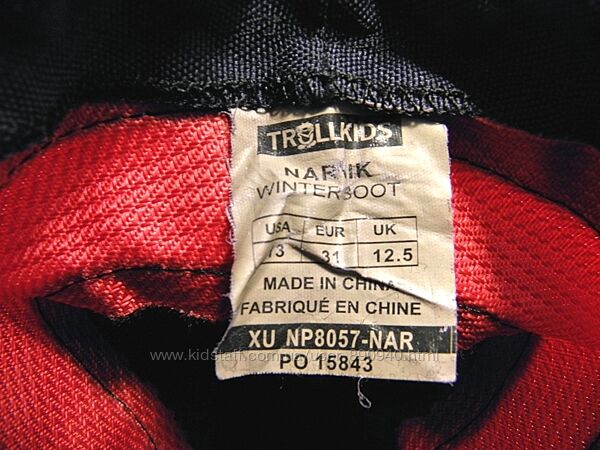 TROLLKIDS
NARVIK
WINTERBOOT
USA EUR UK
13 31 12.5
MADE IN CHINA
FABRIQUÉ EN CHINE
XU NP8057-NAR
PO 15843